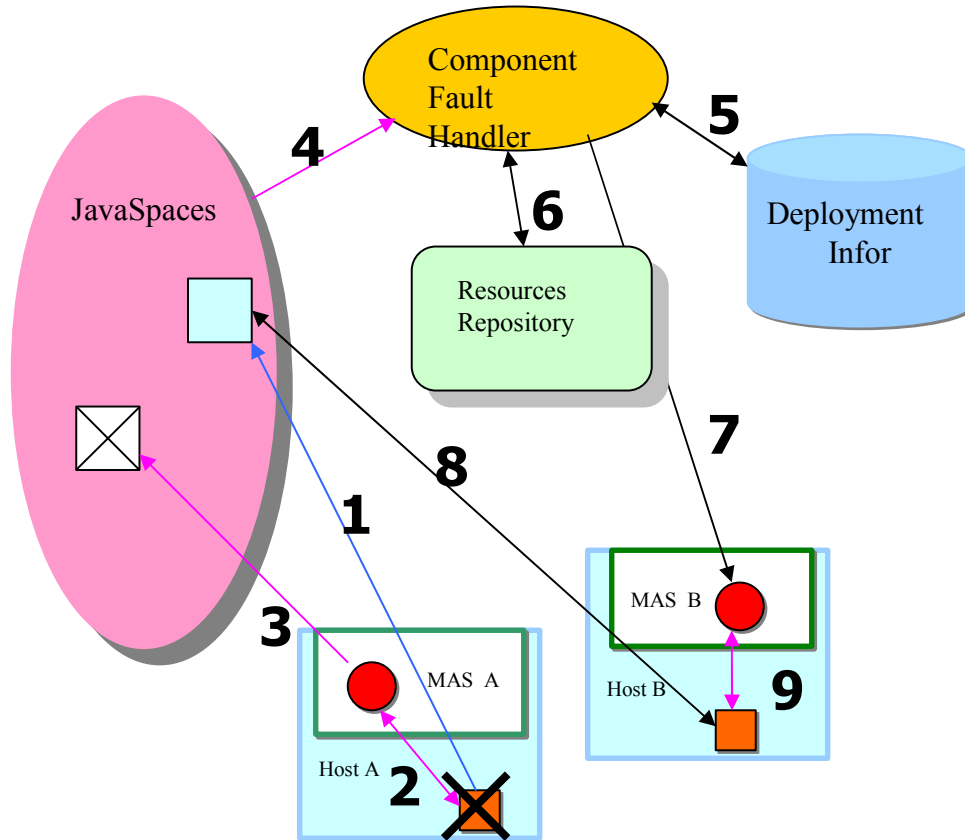 Component
Fault
Handler
5
4
JavaSpaces
6
Deployment
Infor
Resources
Repository
7
8
1
3
MAS A
MAS B
Host B
9
Host A
2